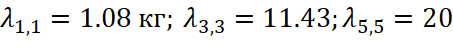 λ₁,₁ = 1.08 кг; λ₃,₃ = 11.43; λ₅,₅ = 20